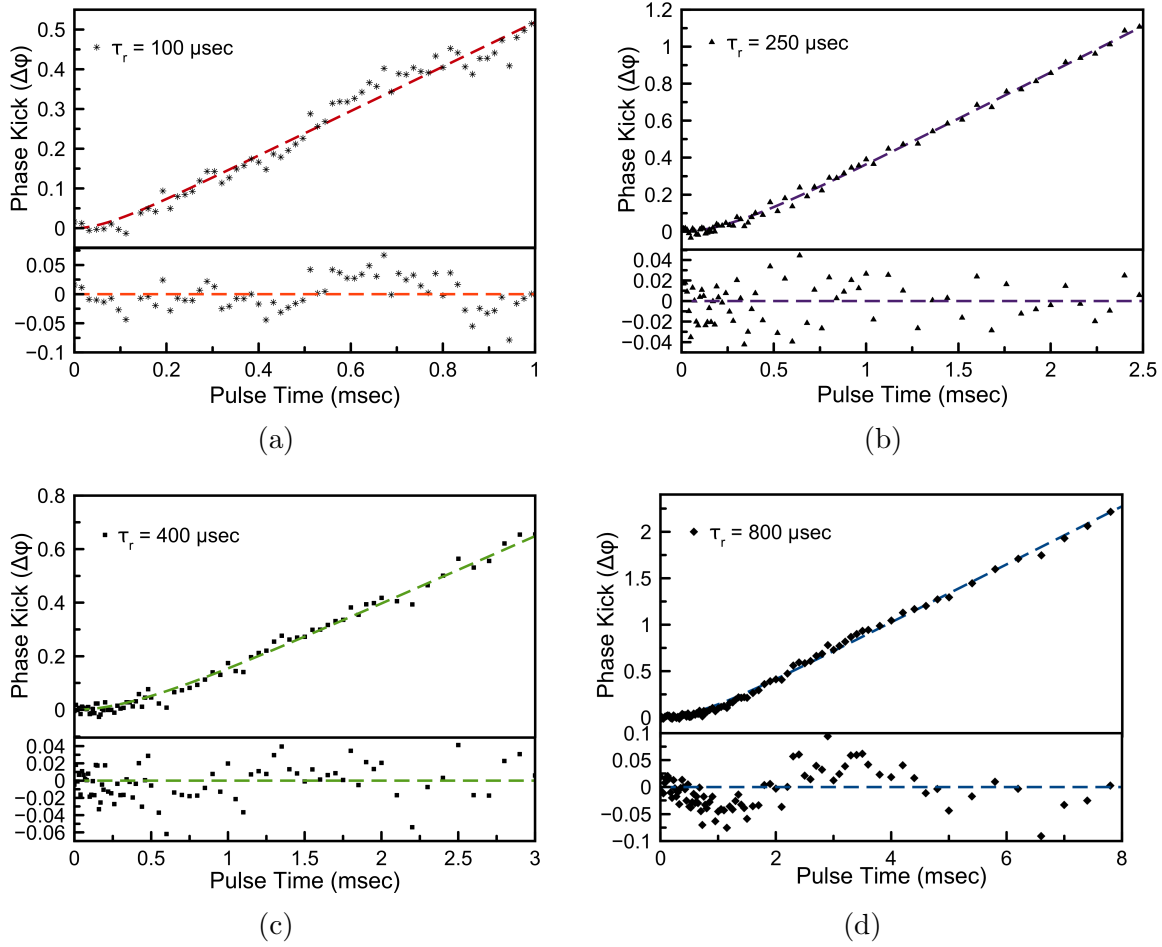 0.5
0.4
0.3
0.2
0.1
0
Phase Kick (Δφ)
τr = 100 μsec
0.05
0
−0.05
−0.1
0 0.2 0.4 0.6 0.8 1
Pulse Time (msec)
(a)
1.2
1
0.8
0.6
0.4
0.2
0
Phase Kick (Δφ)
τr = 250 μsec
0.04
0.02
0
−0.02
−0.04
0 0.5 1 1.5 2 2.5
Pulse Time (msec)
(b)
0.8
0.6
0.4
0.2
0
Phase Kick (Δφ)
τr = 400 μsec
0.04
0.02
0
−0.02
−0.04
−0.06
0 0.5 1 1.5 2 2.5 3
Pulse Time (msec)
(c)
2
1.5
1
0.5
0
Phase Kick (Δφ)
τr = 800 μsec
0.1
0.05
0
−0.05
−0.1
0 2 4 6 8
Pulse Time (msec)
(d)